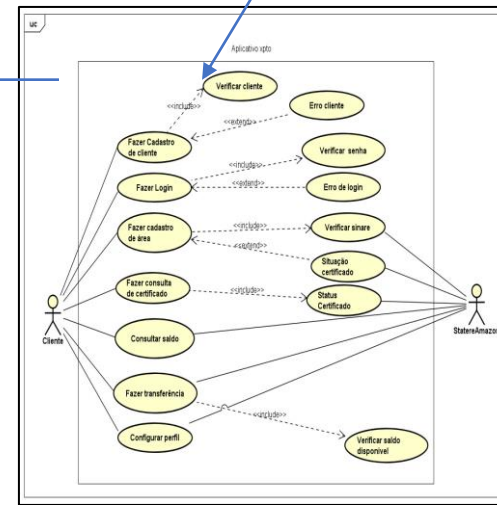 uc
Aplicativo xpto
Verificar cliente
<<include>>
Erro cliente
<<extend>>
Fazer Cadastro
de cliente
Verificar senha
<<include>>
Fazer Login
<<extend>>
Erro de login
Fazer cadastro
de área
<<include>>
Verificar sinare
<<extend>>
Situação
certificado
Fazer consulta
de certificado
<<include>>
Status
Certificado
Cliente
StatereAmazon
Consultar saldo
Fazer transferência
<<include>>
Configurar perfil
Verificar saldo
disponivel